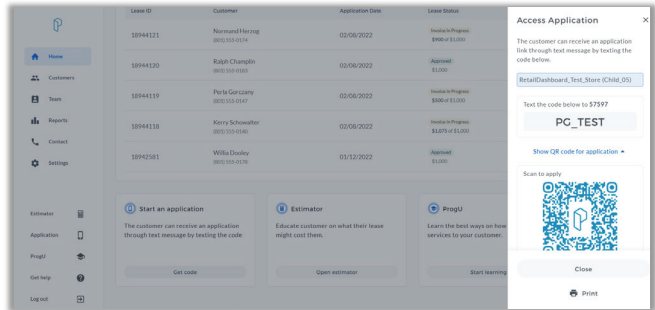 Home
Customers
Team
Reports
Contact
Settings
Estimator
Application
ProgU
Get help
Log out
Lease ID Customer Application Date Lease Status
18944121 Normand Herzog (801) 555-0174 02/08/2022 Invoice In Progress $900 of $1,000
18944120 Ralph Champlin (801) 555-0183 02/08/2022 Approved $1,000
18944119 Perla Gorczany (801) 555-0147 02/08/2022 Invoice In Progress $500 of $1,000
18944118 Kerry Schowalter (801) 555-0140 02/08/2022 Invoice In Progress $1,075 of $1,000
18942581 Willia Dooley (801) 555-0178 01/12/2022 Approved $1,000
Start an application
The customer can receive an application
through text message by texting the code
Get code
Estimator
Educate customer on what their lease
might cost them.
Open estimator
ProgU
Learn the best ways on how
services to your customer.
Start learning
Access Application ×
The customer can receive an application
link through text message by texting the
code below.
RetailDashboard_Test_Store (Child_05)
Text the code below to 57597
PG_TEST
Show QR code for application
Scan to apply
Close
Print